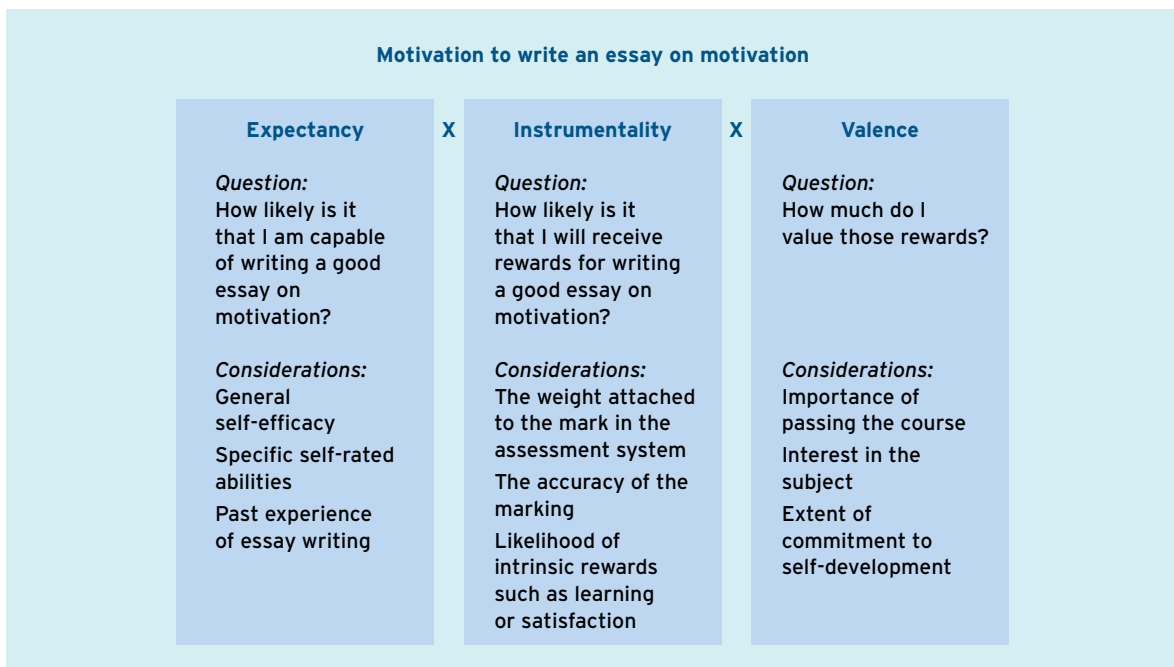 Motivation to write an essay on motivation
Expectancy X Instrumentality X Valence
Question:
How likely is it
that I am capable
of writing a good
essay on
motivation?
Considerations:
General
self-efficacy
Specific self-rated
abilities
Past experience
of essay writing
Question:
How likely is it
that I will receive
rewards for writing
a good essay on
motivation?
Considerations:
The weight attached
to the mark in the
assessment system
The accuracy of the
marking
Likelihood of
intrinsic rewards
such as learning
or satisfaction
Question:
How much do I
value those rewards?
Considerations:
Importance of
passing the course
Interest in the
subject
Extent of
commitment to
self-development